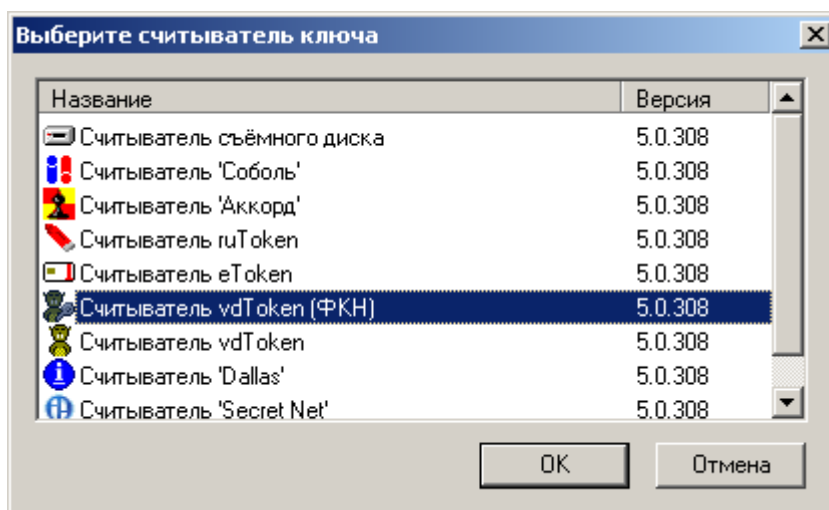 Выберите считыватель ключа
Название Версия
Считыватель съёмного диска 5.0.308
Считыватель 'Соболь' 5.0.308
Считыватель 'Аккорд' 5.0.308
Считыватель ruToken 5.0.308
Считыватель eToken 5.0.308
Считыватель vdToken (ФКН) 5.0.308
Считыватель vdToken 5.0.308
Считыватель 'Dallas' 5.0.308
Считыватель 'Secret Net' 5.0.308
OK Отмена